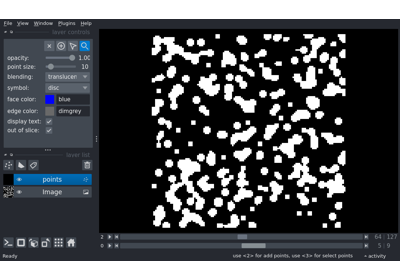 File View Window Plugins Help
layer controls
opacity: 1.00
point size: 10
blending: translucen
symbol: disc
face color: blue
edge color: dimgrey
display text:
out of slice:
layer list
points
Image
2 64 127
0 5 9
Ready use <2> for add points, use <3> for select points activity